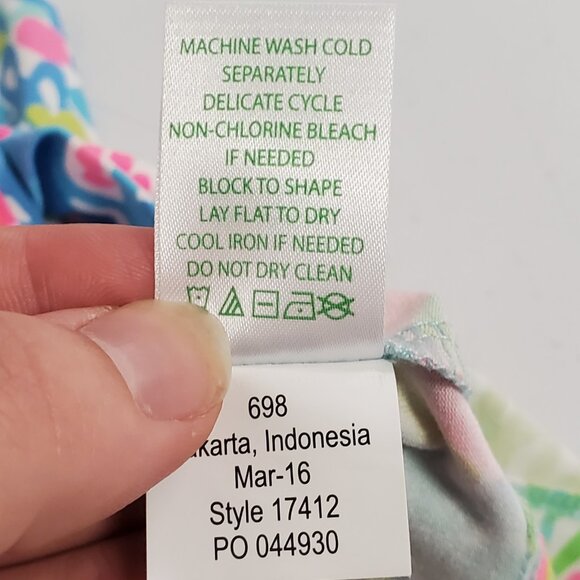 MACHINE WASH COLD
SEPARATELY
DELICATE CYCLE
NON-CHLORINE BLEACH
IF NEEDED
BLOCK TO SHAPE
LAY FLAT TO DRY
COOL IRON IF NEEDED
DO NOT DRY CLEAN
698
karta, Indonesia
Mar-16
Style 17412
PO 044930